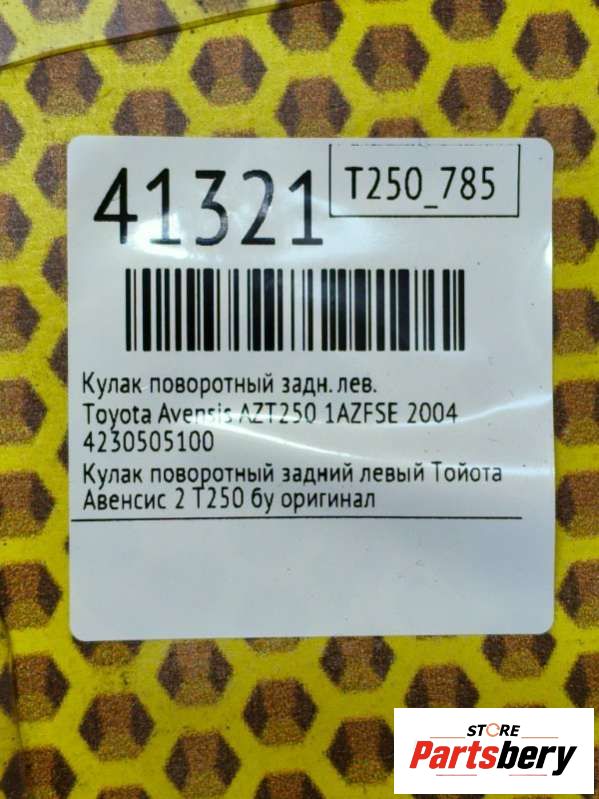 41321
T250_785
Кулак поворотный задн. лев.
Toyota Avensis AZT250 1AZFSE 2004
4230505100
Кулак поворотный задний левый Тойота
Авенсис 2 Т250 бу оригинал
STORE
Partsbery